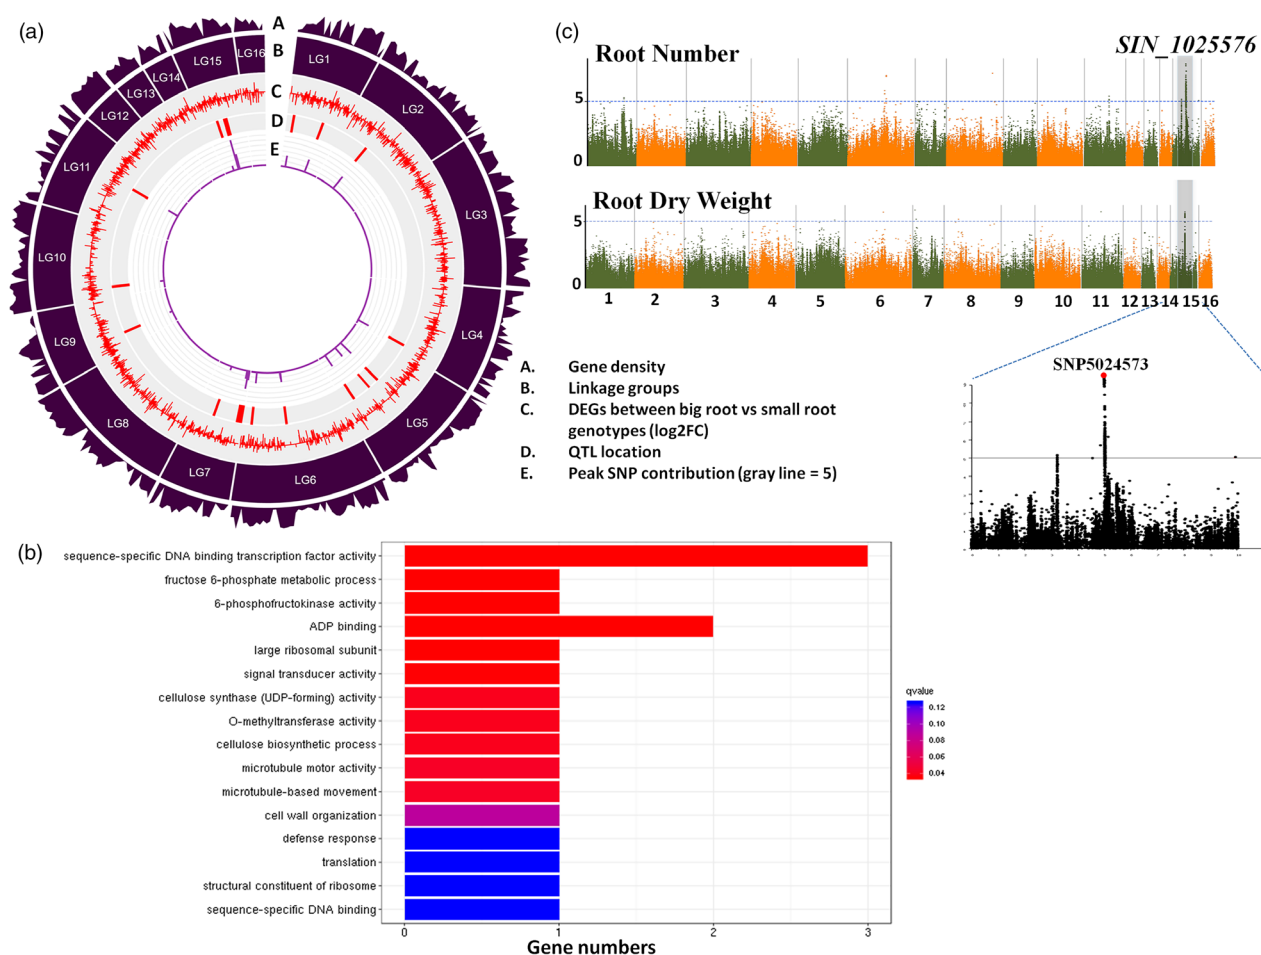 (a)
A
B
C
D
E
LG1
LG2
LG3
LG4
LG5
LG6
LG7
LG8
LG9
LG10
LG11
LG12
LG13
LG14
LG15
LG16
(c)
SIN_1025576
Root Number
5
0
Root Dry Weight
5
0
1 2 3 4 5 6 7 8 9 10 11 12 13 14 15 16
SNP5024573
A. Gene density
B. Linkage groups
C. DEGs between big root vs small root
genotypes (log2FC)
D. QTL location
E. Peak SNP contribution (gray line = 5)
(b)
sequence-specific DNA binding transcription factor activity
fructose 6-phosphate metabolic process
6-phosphofructokinase activity
ADP binding
large ribosomal subunit
signal transducer activity
cellulose synthase (UDP-forming) activity
O-methyltransferase activity
cellulose biosynthetic process
microtubule motor activity
microtubule-based movement
cell wall organization
defense response
translation
structural constituent of ribosome
sequence-specific DNA binding
0 1 2 3
Gene numbers
qvalue
0.12
0.10
0.08
0.06
0.04